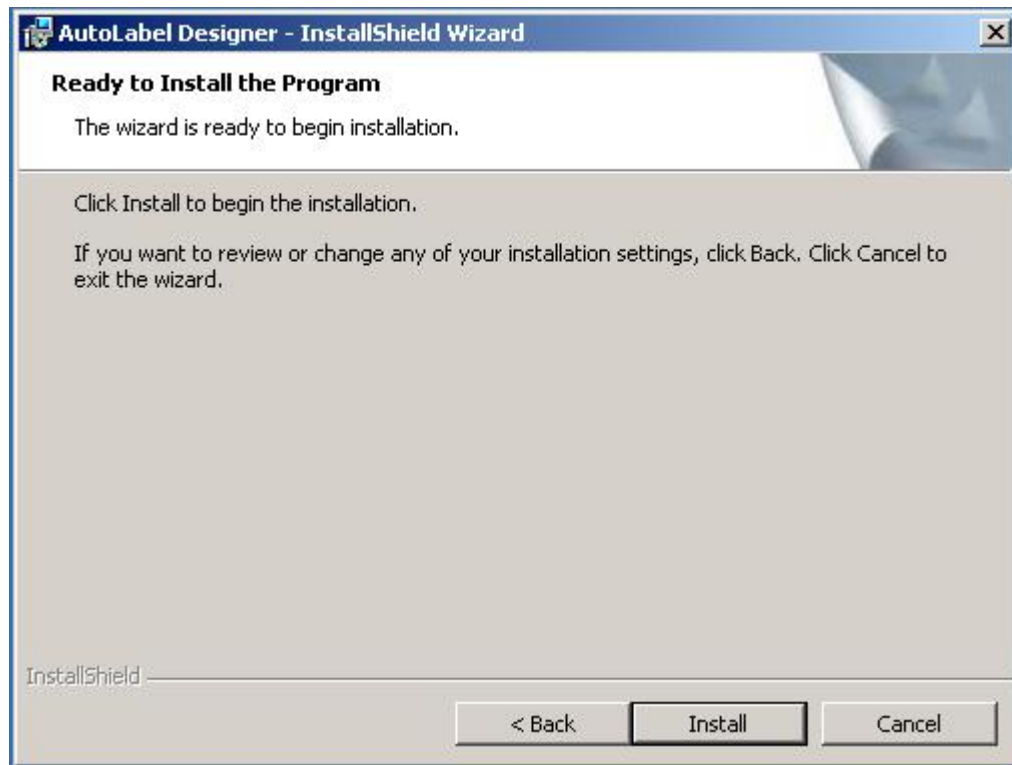 AutoLabel Designer - InstallShield Wizard
Ready to Install the Program
The wizard is ready to begin installation.
Click Install to begin the installation.
If you want to review or change any of your installation settings, click Back. Click Cancel to
exit the wizard.
InstallShield
< Back Install Cancel